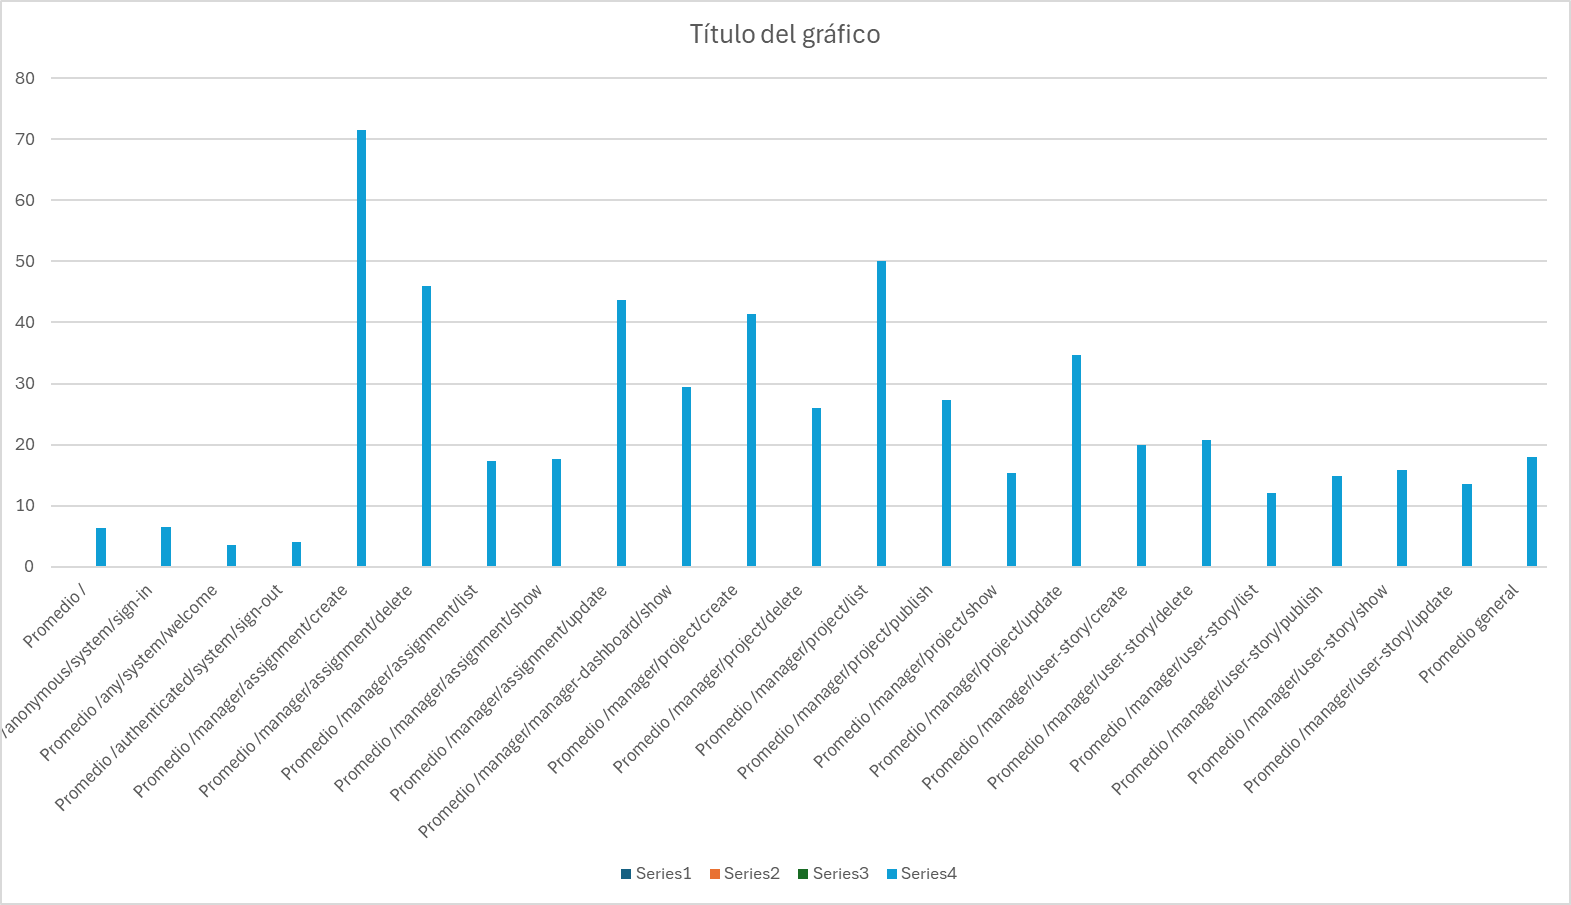 Título del gráfico
80
70
60
50
40
30
20
10
0
Promedio /
/anonymous/system/sign-in
Promedio /any/system/welcome
Promedio /authenticated/system/sign-out
Promedio /manager/assignment/create
Promedio /manager/assignment/delete
Promedio /manager/assignment/list
Promedio /manager/assignment/show
Promedio /manager/assignment/update
Promedio /manager/manager-dashboard/show
Promedio /manager/project/create
Promedio /manager/project/delete
Promedio /manager/project/list
Promedio /manager/project/publish
Promedio /manager/project/show
Promedio /manager/project/update
Promedio /manager/user-story/create
Promedio /manager/user-story/delete
Promedio /manager/user-story/list
Promedio /manager/user-story/publish
Promedio /manager/user-story/show
Promedio /manager/user-story/update
Promedio general
Series1 Series2 Series3 Series4